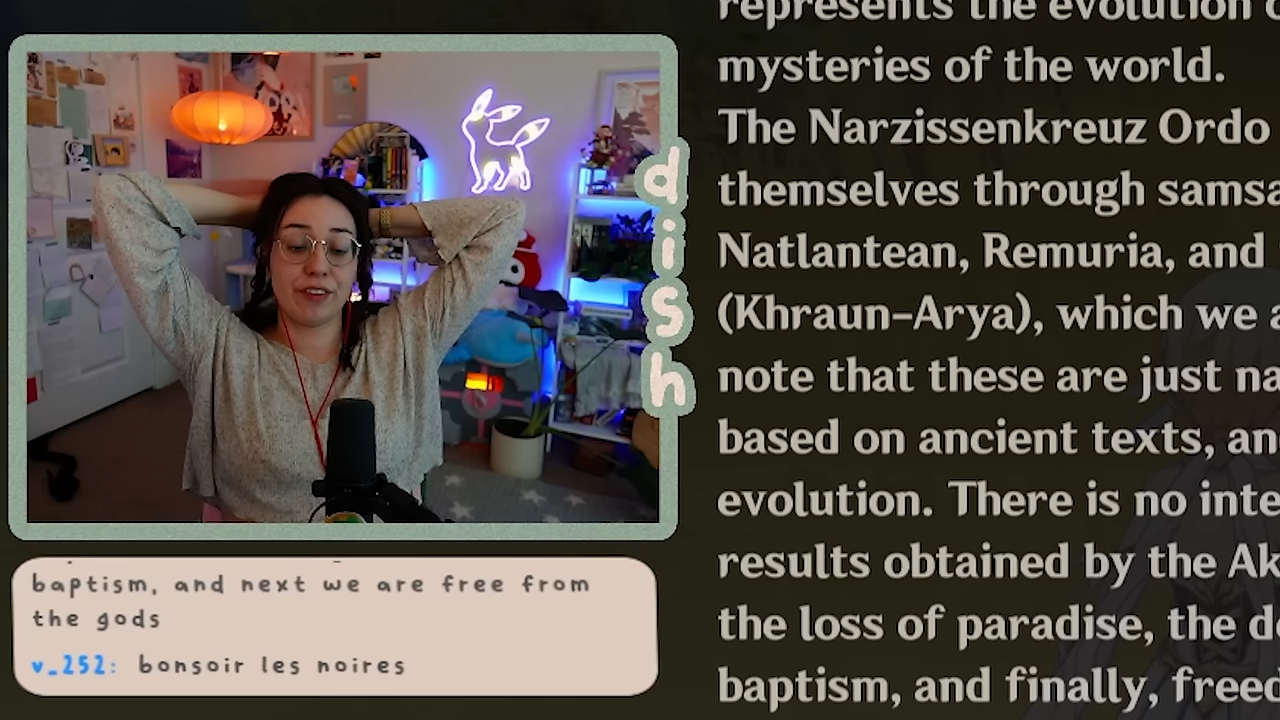 dish
baptism, and next we are free from
the gods
v_252: bonsoir les noires
represents the evolution
mysteries of the world.
The Narzissenkreuz Ordo
themselves through samsa
Natlantean, Remuria, and
(Khraun-Arya), which we a
note that these are just na
based on ancient texts, an
evolution. There is no inte
results obtained by the Ak
the loss of paradise, the de
baptism, and finally, freed